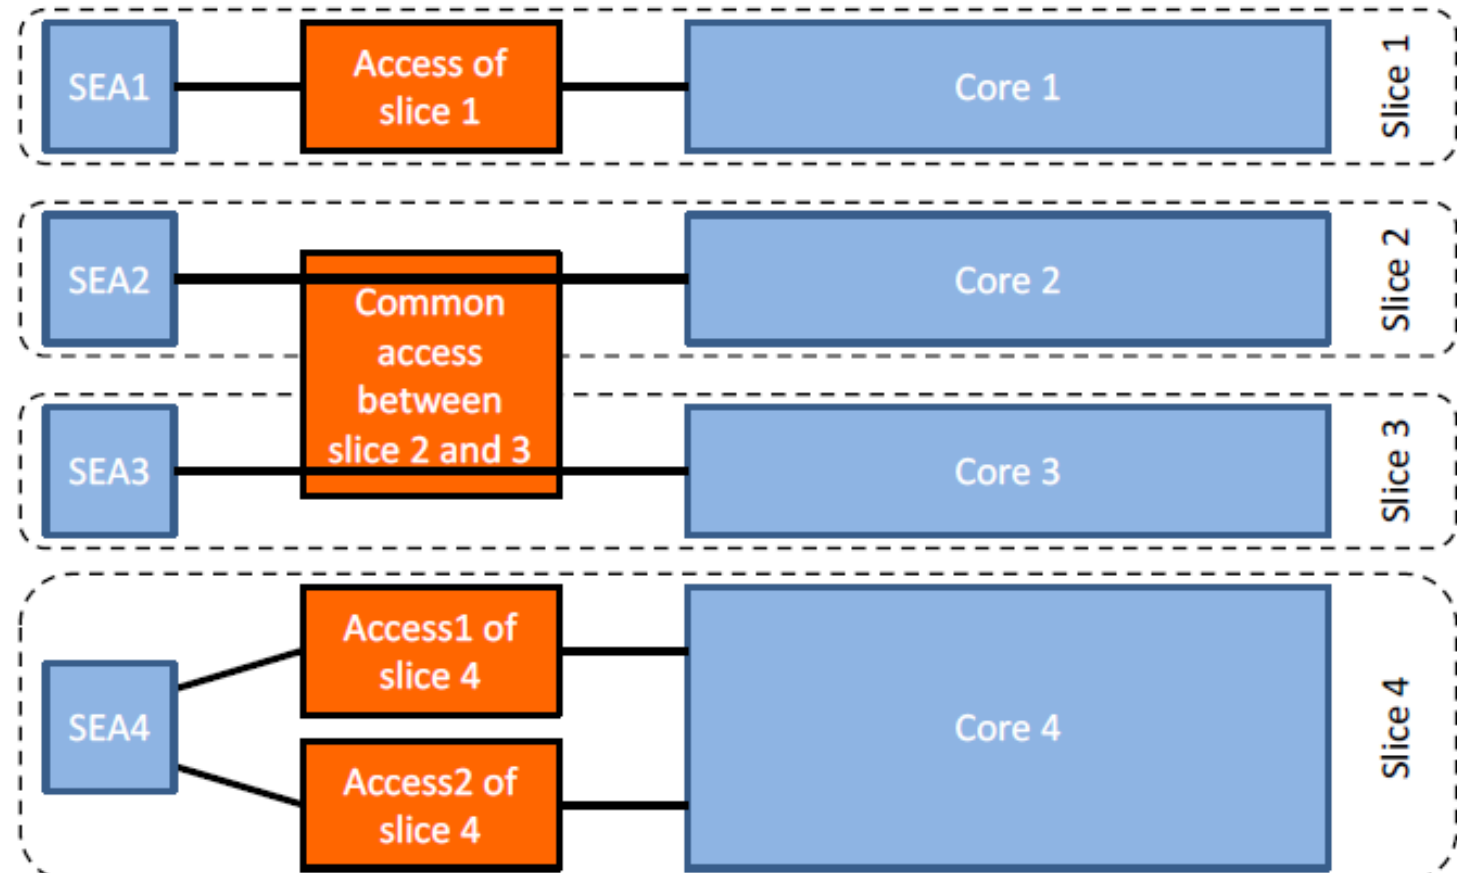 SEA1
Access of
slice 1
Core 1
Slice 1
SEA2
Common
access
between
slice 2 and 3
Core 2
Slice 2
SEA3
Core 3
Slice 3
SEA4
Access1 of
slice 4
Access2 of
slice 4
Core 4
Slice 4